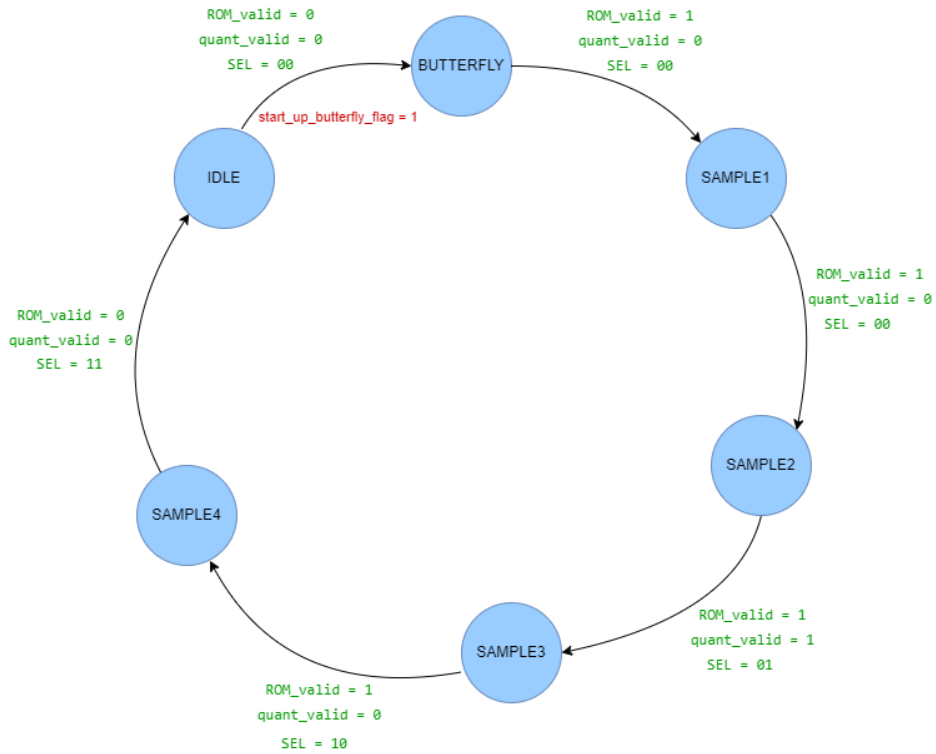 ROM_valid = 0
quant_valid = 0
SEL = 00
BUTTERFLY
ROM_valid = 1
quant_valid = 0
SEL = 00
start_up_butterfly_flag = 1
IDLE
SAMPLE1
ROM_valid = 1
quant_valid = 0
SEL = 00
ROM_valid = 0
quant_valid = 0
SEL = 11
SAMPLE2
SAMPLE4
ROM_valid = 1
quant_valid = 1
SEL = 01
SAMPLE3
ROM_valid = 1
quant_valid = 0
SEL = 10